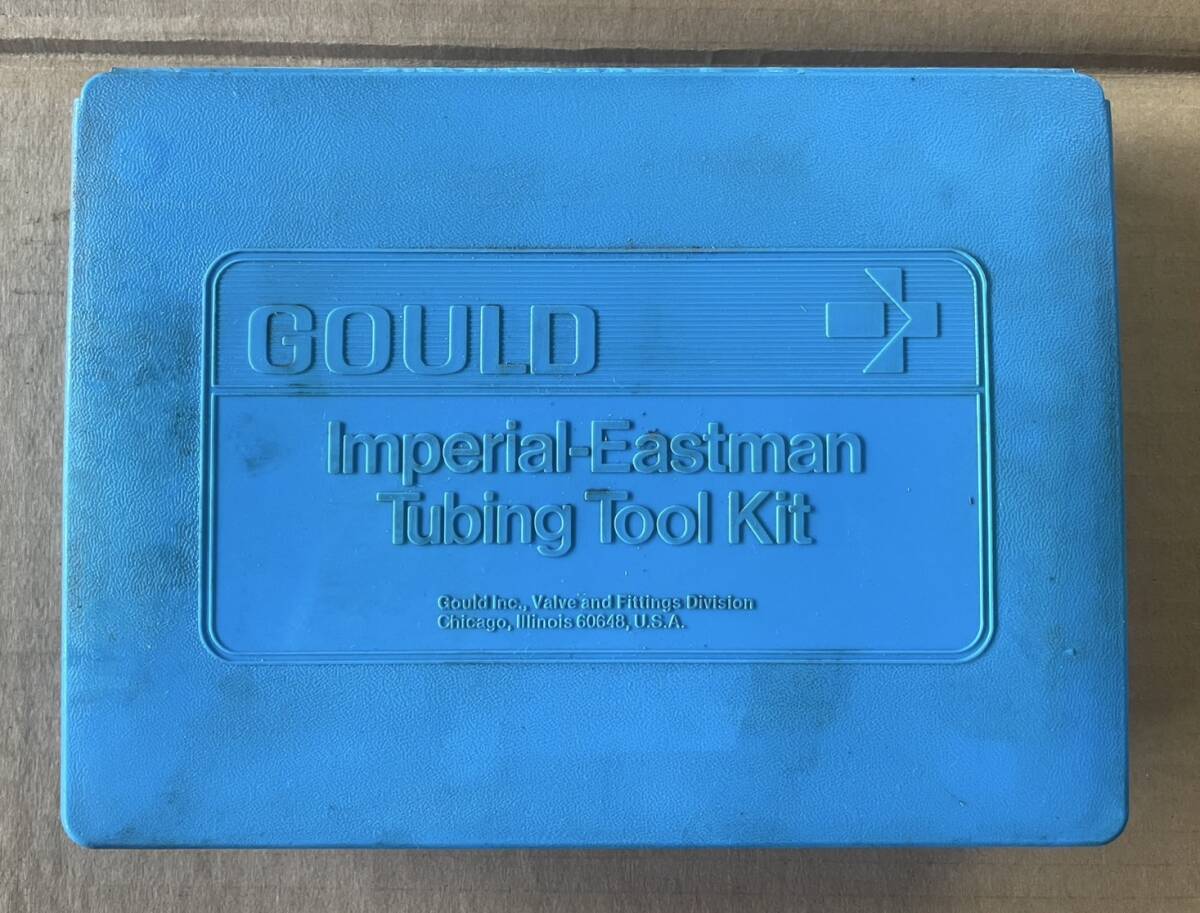 GOULD
Imperial-Eastman
Tubing Tool Kit
Gould Inc., Valve and Fittings Division
Chicago, Illinois 60648, U.S.A.